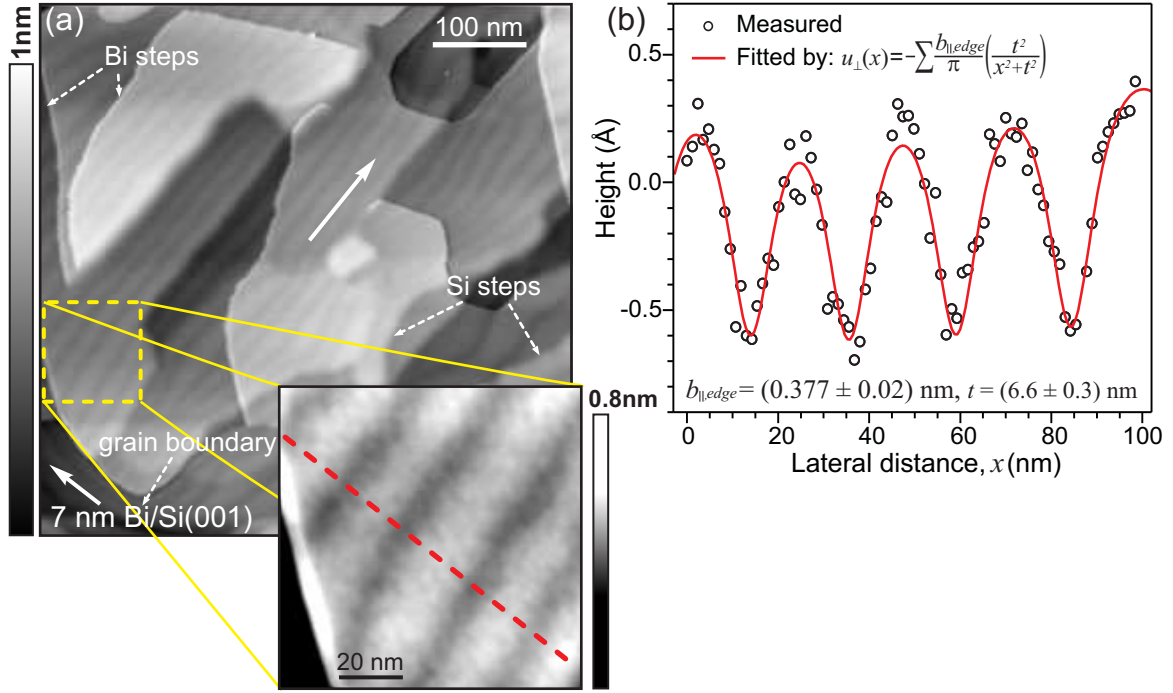 (a)
100 nm
1nm
Bi steps
Si steps
grain boundary
7 nm Bi/Si(001)
0.8nm
20 nm
(b)
Measured
Fitted by: u⊥(x)=-∑ b||,edge/π (t²/(x²+t²))
0.5
0.0
-0.5
Height (Å)
b||,edge = (0.377 ± 0.02) nm, t = (6.6 ± 0.3) nm
0 20 40 60 80 100
Lateral distance, x (nm)